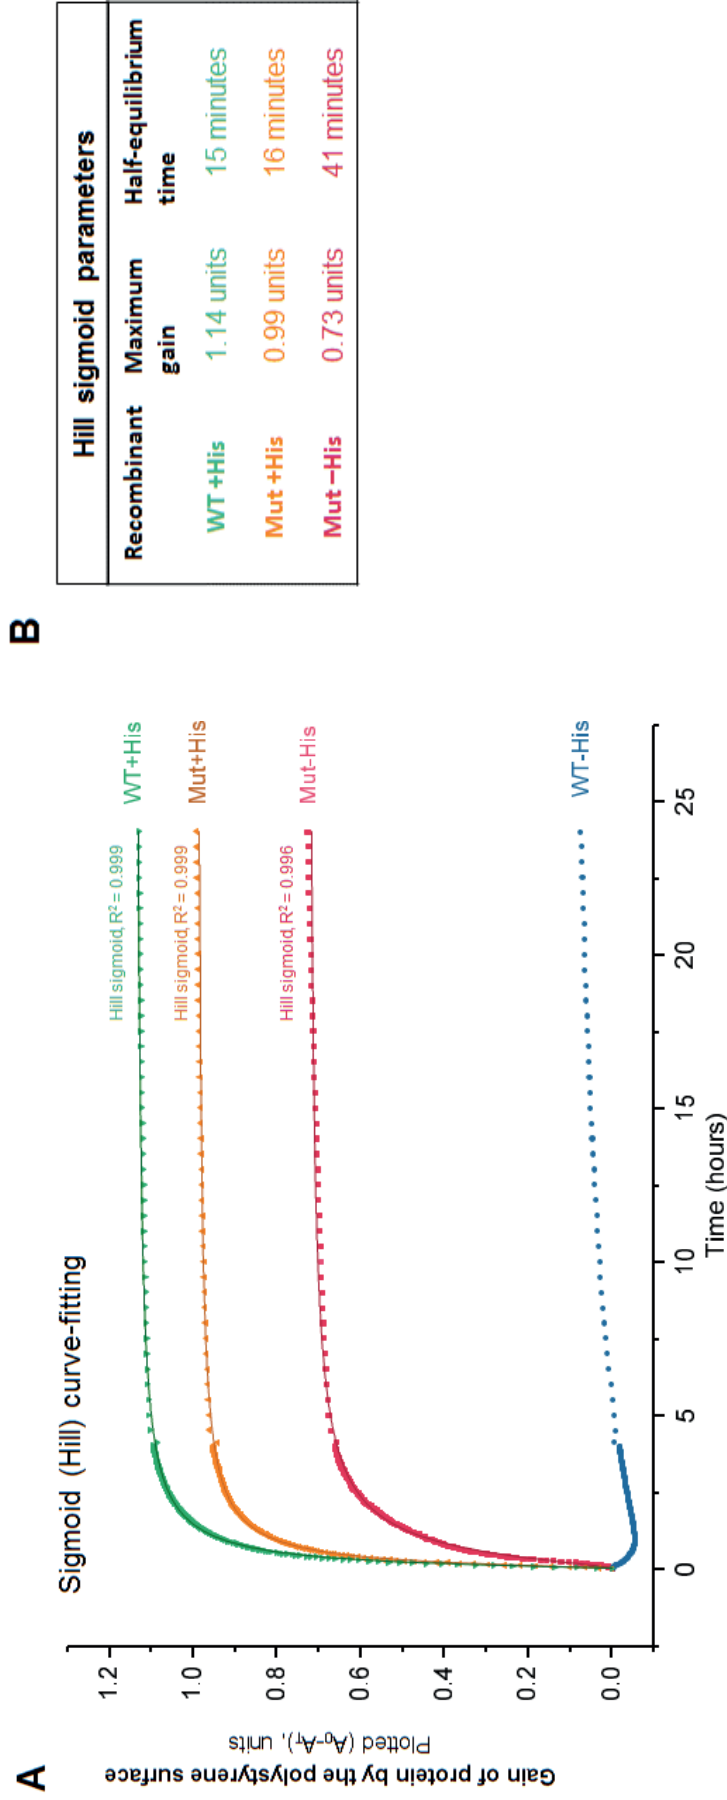 A
Sigmoid (Hill) curve-fitting
Gain of protein by the polystyrene surface
Plotted (A₀-A_T), units
1.2
1.0
0.8
0.6
0.4
0.2
0.0
Hill sigmoid, R² = 0.999
WT+His
Hill sigmoid, R² = 0.999
Mut+His
Hill sigmoid, R² = 0.996
Mut-His
WT-His
0 5 10 15 20 25
Time (hours)
B
Hill sigmoid parameters
Recombinant Maximum gain Half-equilibrium time
WT +His 1.14 units 15 minutes
Mut +His 0.99 units 16 minutes
Mut –His 0.73 units 41 minutes